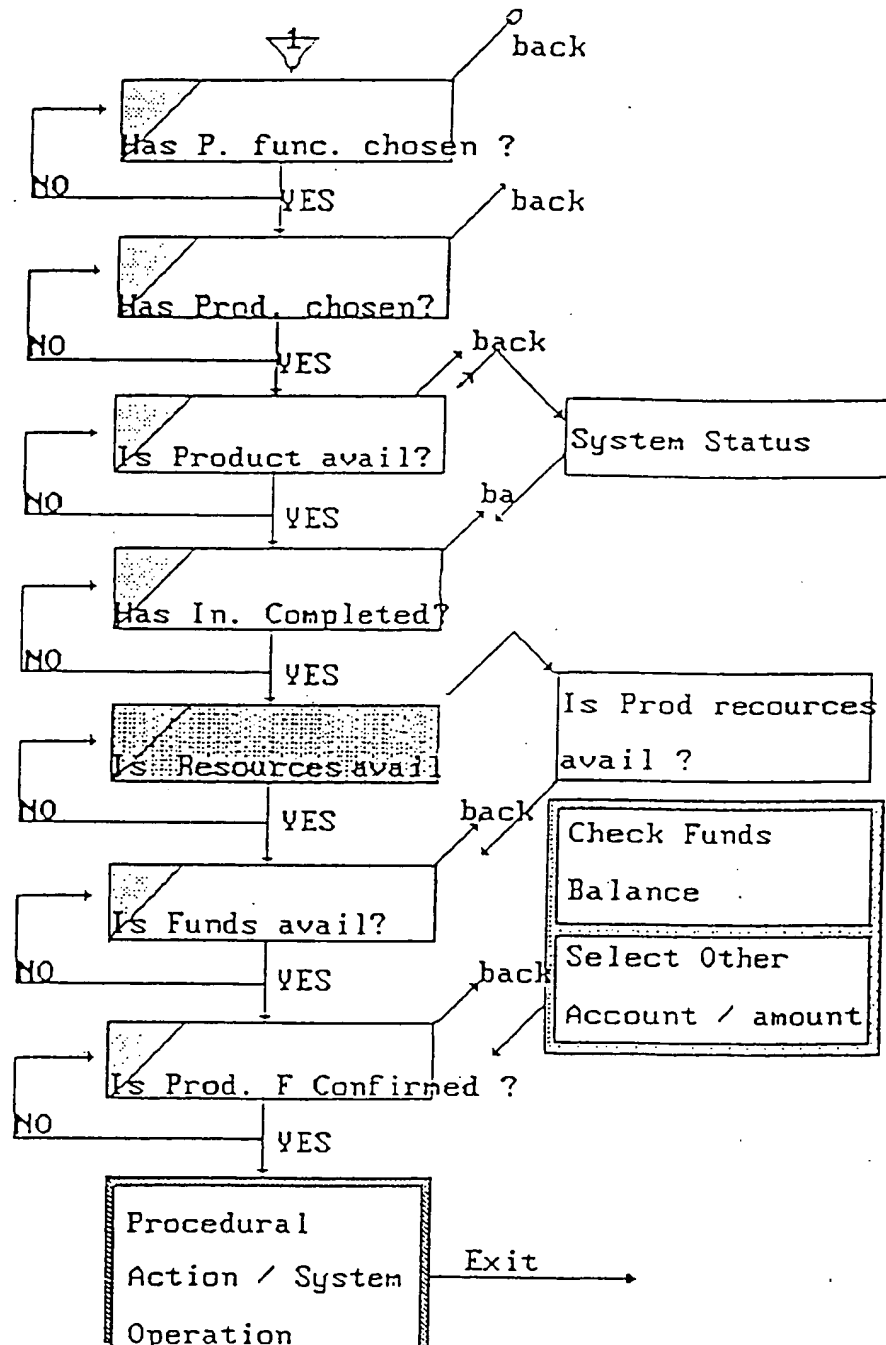 1
back
Has P. func. chosen ?
NO
YES
back
Has Prod. chosen?
NO
YES
back
Is Product avail?
System Status
NO
YES
ba
Has In. Completed?
NO
YES
Is Prod recources
avail ?
Is Resources avail
NO
YES
back
Check Funds
Balance
Is Funds avail?
NO
YES
back
Select Other
Account / amount
Is Prod. F Confirmed ?
NO
YES
Procedural
Action / System
Operation
Exit